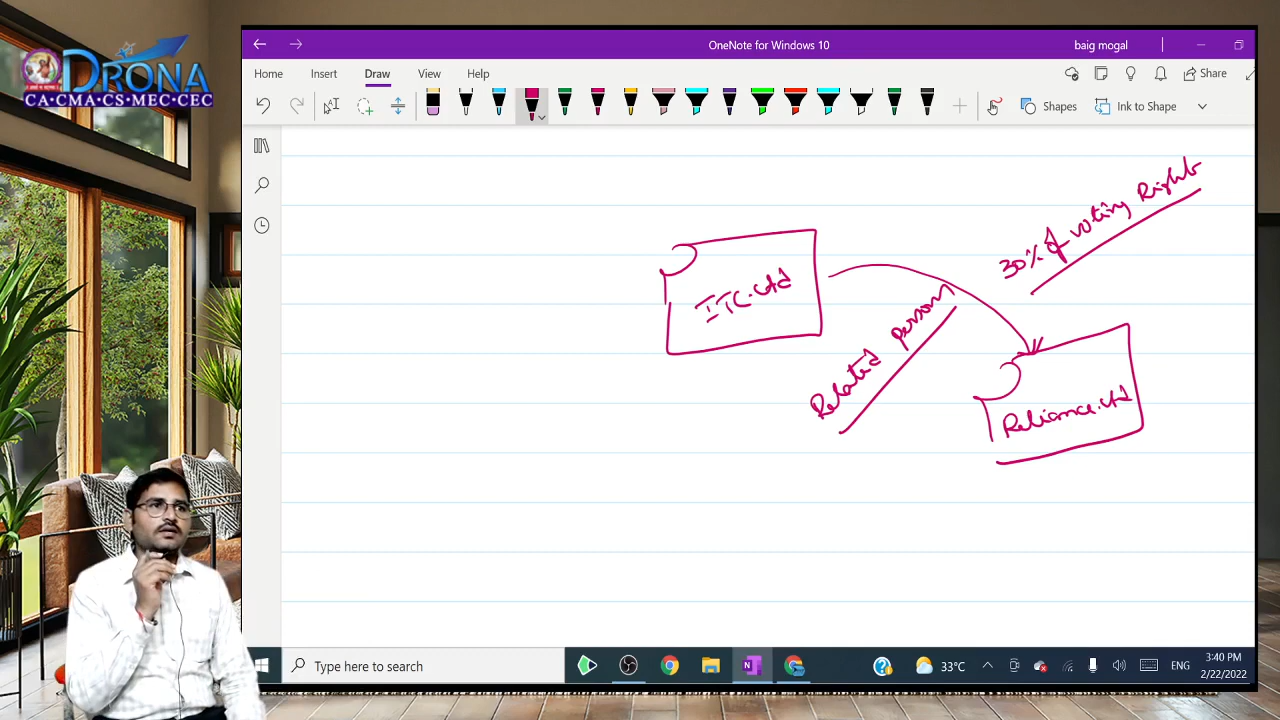 DRONA
CA•CMA•CS•MEC•CEC
OneNote for Windows 10
baig mogal
Home
Insert
Draw
View
Help
Share
Shapes
Ink to Shape
30% of voting Right
ITC.Ltd
Related person
Reliance.Ltd
Type here to search
33°C
ENG
3:40 PM
2/22/2022